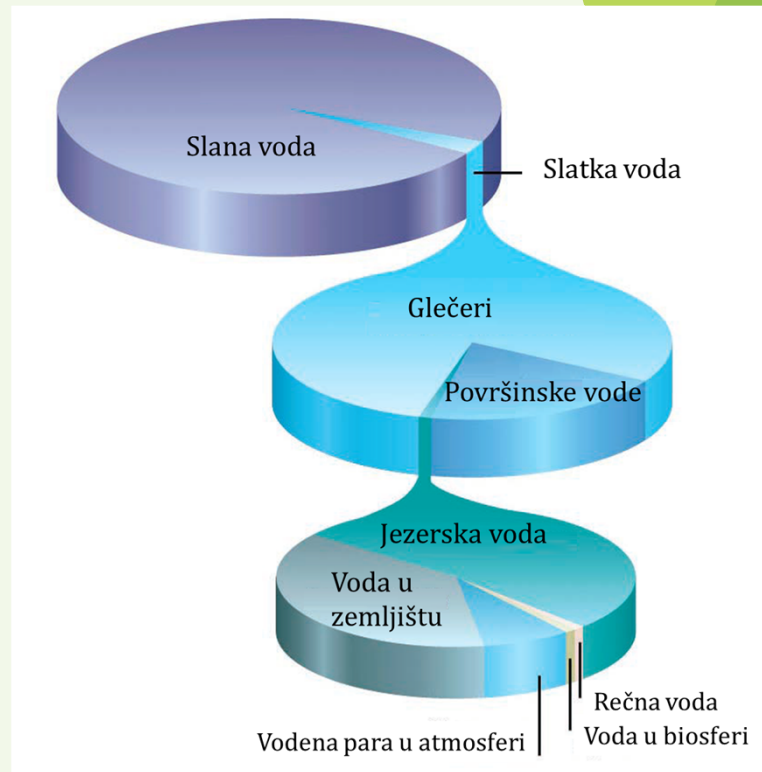 Slana voda
Slatka voda
Glečeri
Površinske vode
Jezerska voda
Voda u
zemljištu
Rečna voda
Voda u biosferi
Vodena para u atmosferi